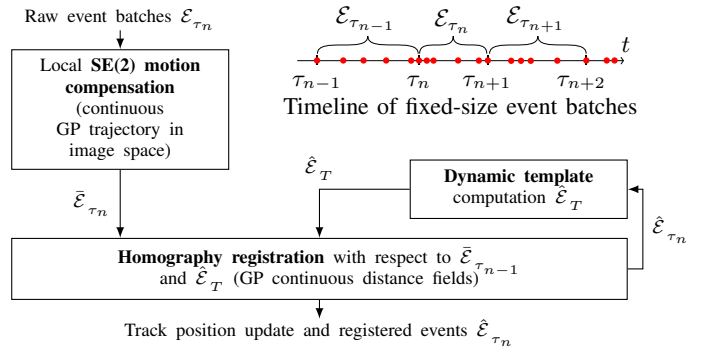 Raw event batches ℰ_{τ_n}
Local SE(2) motion
compensation
(continuous
GP trajectory in
image space)
ℰ_{τ_{n−1}} ℰ_{τ_n} ℰ_{τ_{n+1}}
t
τ_{n−1} τ_n τ_{n+1} τ_{n+2}
Timeline of fixed-size event batches
ℰ̄_{τ_n}
ℰ̂_T
Dynamic template
computation ℰ̂_T
ℰ̂_{τ_n}
Homography registration with respect to ℰ̄_{τ_{n−1}}
and ℰ̂_T (GP continuous distance fields)
Track position update and registered events ℰ̂_{τ_n}